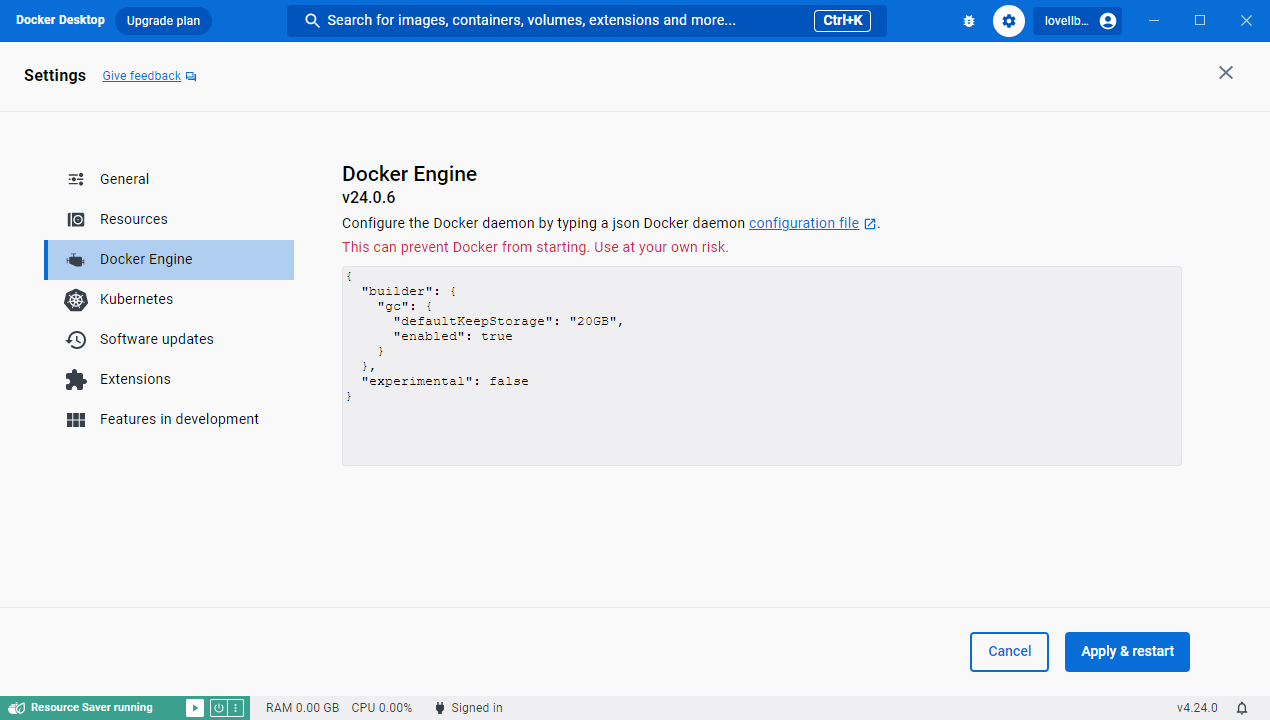 Docker Desktop Upgrade plan Search for images, containers, volumes, extensions and more... Ctrl+K lovellb...
Settings Give feedback
General
Resources
Docker Engine
Kubernetes
Software updates
Extensions
Features in development
Docker Engine
v24.0.6
Configure the Docker daemon by typing a json Docker daemon configuration file .
This can prevent Docker from starting. Use at your own risk.
{
  "builder": {
    "gc": {
      "defaultKeepStorage": "20GB",
      "enabled": true
    }
  },
  "experimental": false
}
Cancel Apply & restart
Resource Saver running RAM 0.00 GB CPU 0.00% Signed in v4.24.0